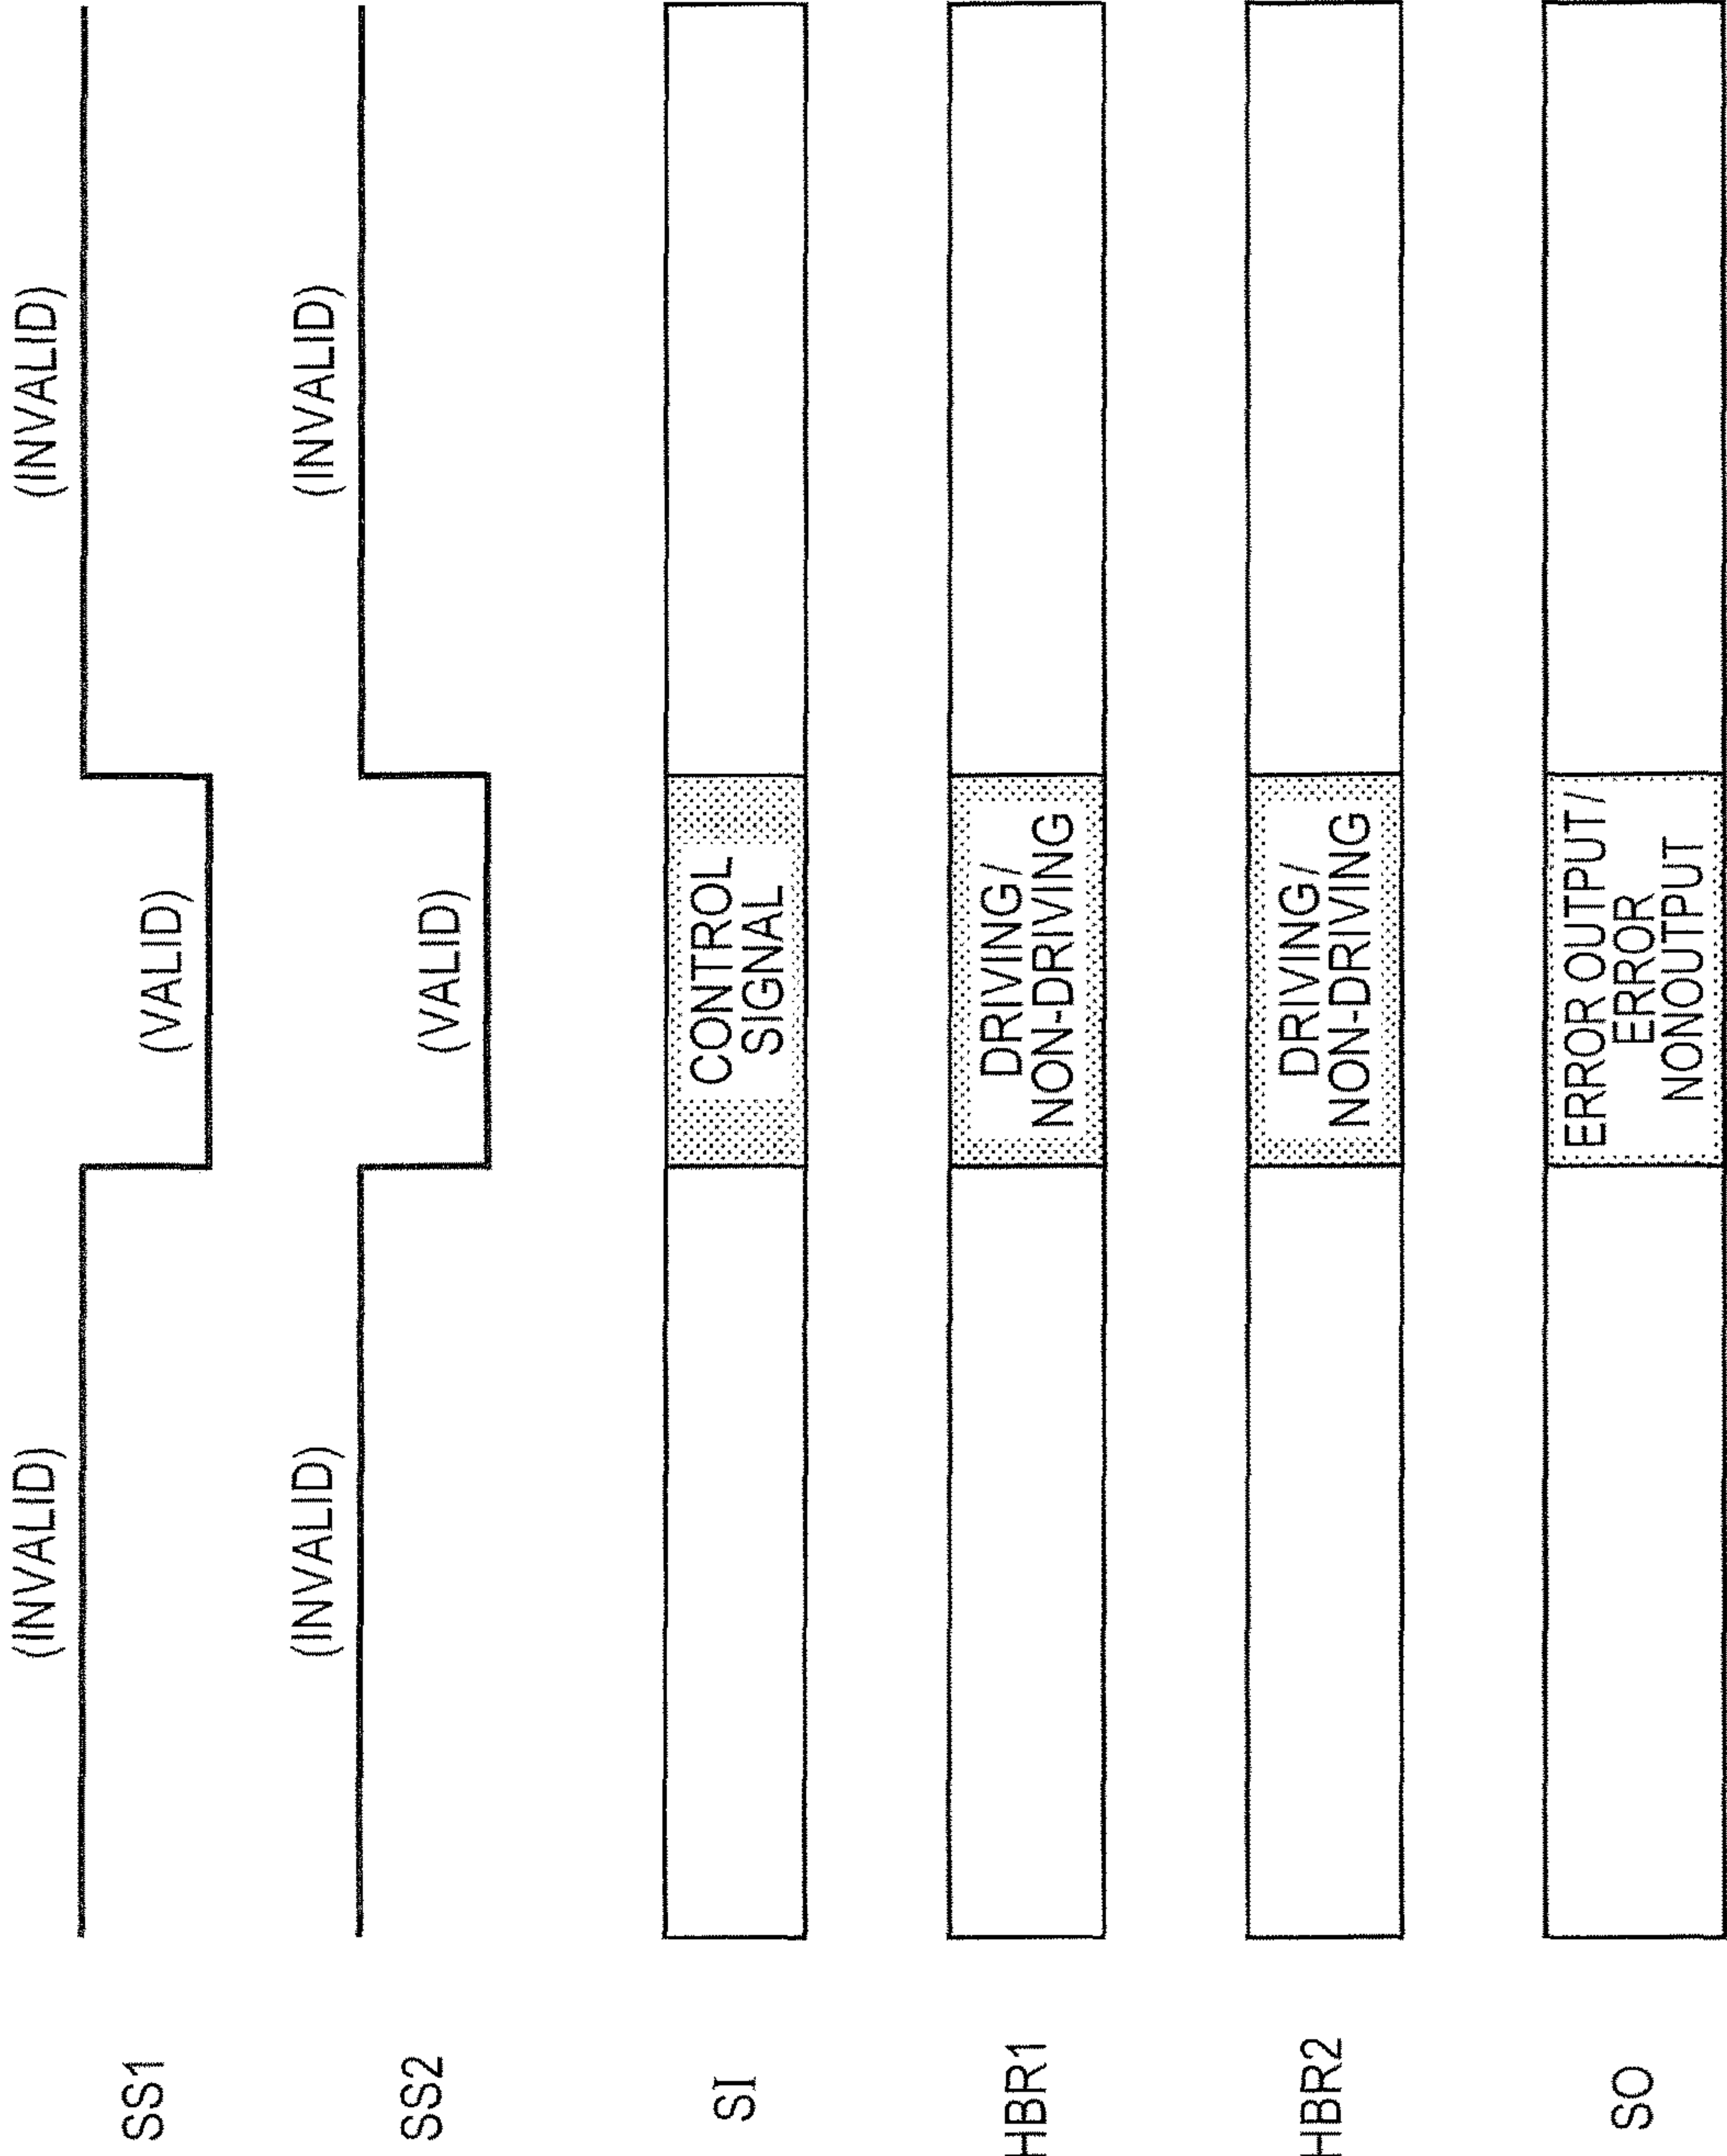 SS1
(INVALID)
(VALID)
(INVALID)
SS2
(INVALID)
(VALID)
(INVALID)
SI
CONTROL
SIGNAL
HBR1
DRIVING/
NON-DRIVING
HBR2
DRIVING/
NON-DRIVING
SO
ERROR OUTPUT/
ERROR
NONOUTPUT